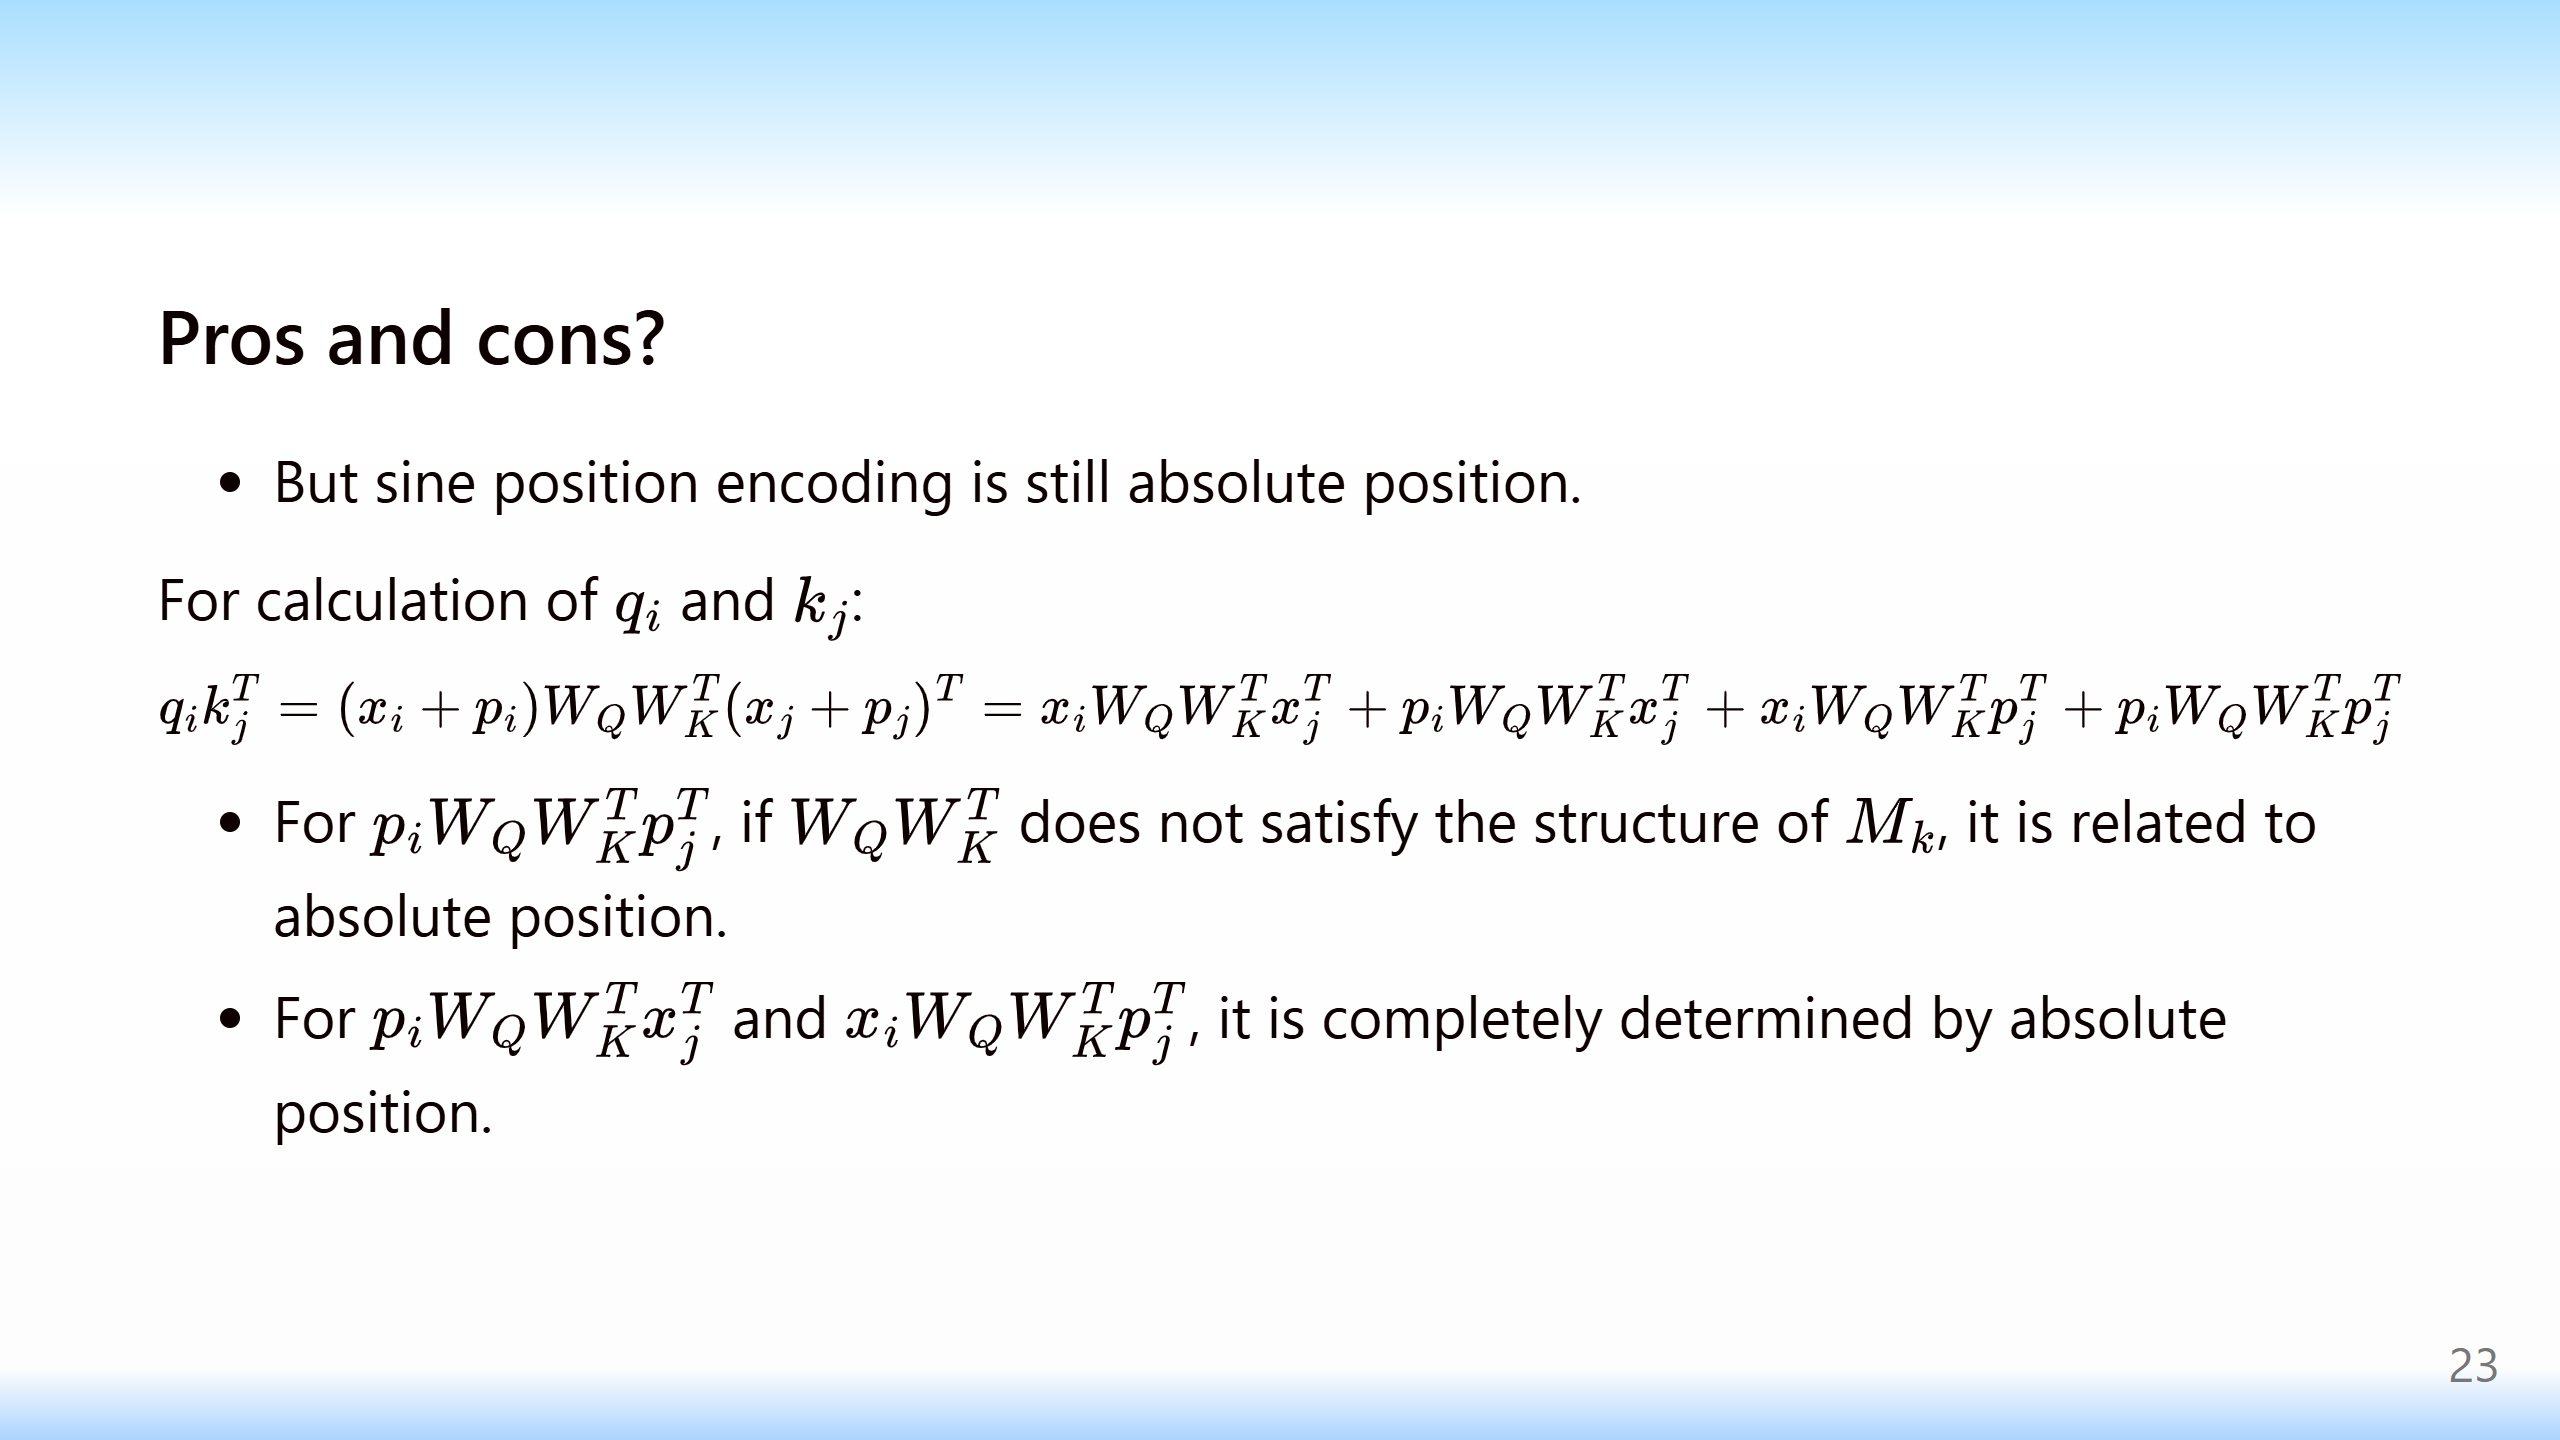 Pros and cons?
• But sine position encoding is still absolute position.
For calculation of $q_i$ and $k_j$:
$q_i k_j^T = (x_i + p_i)W_Q W_K^T (x_j + p_j)^T = x_i W_Q W_K^T x_j^T + p_i W_Q W_K^T x_j^T + x_i W_Q W_K^T p_j^T + p_i W_Q W_K^T p_j^T$
• For $p_i W_Q W_K^T p_j^T$, if $W_Q W_K^T$ does not satisfy the structure of $M_k$, it is related to
absolute position.
• For $p_i W_Q W_K^T x_j^T$ and $x_i W_Q W_K^T p_j^T$, it is completely determined by absolute
position.
23